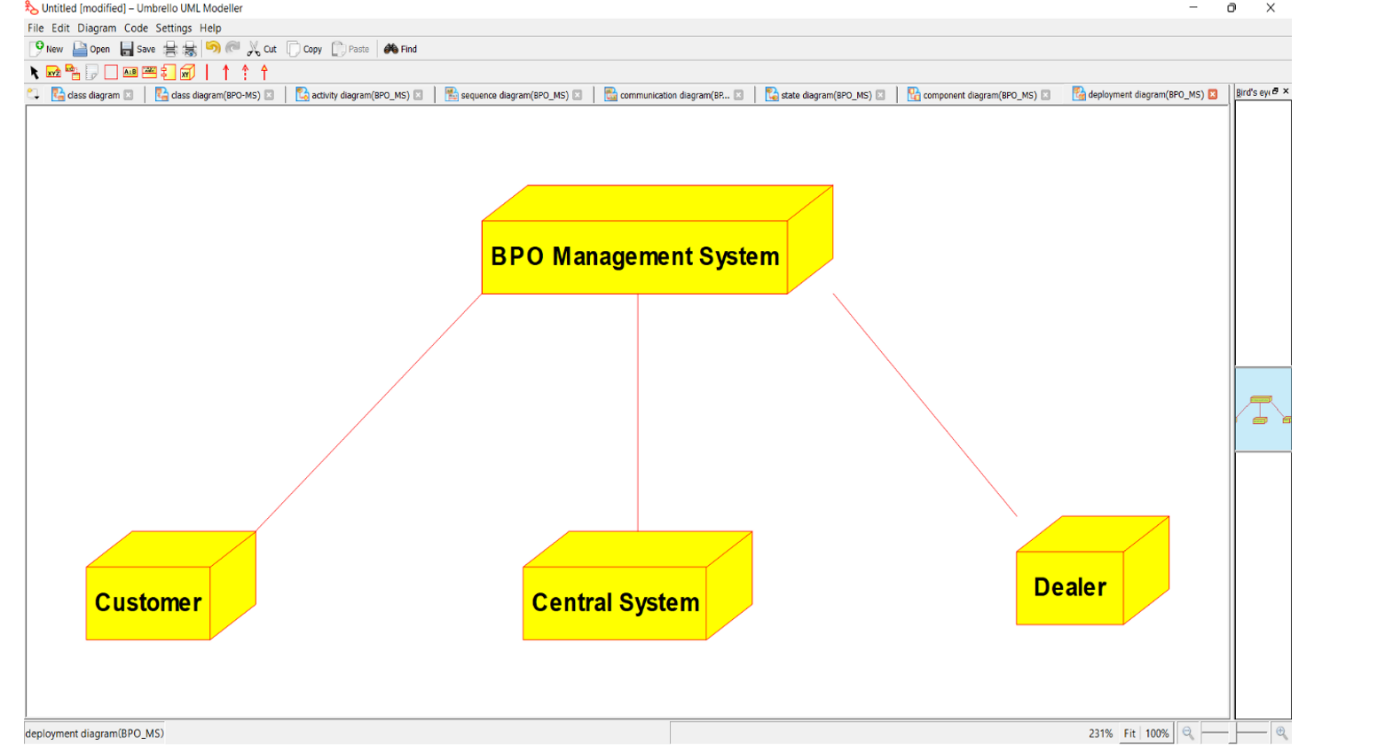 Untitled [modified] – Umbrello UML Modeller
File Edit Diagram Code Settings Help
New Open Save Cut Copy Paste Find
class diagram class diagram(BPO-MS) activity diagram(BPO_MS) sequence diagram(BPO_MS) communication diagram(BP... state diagram(BPO_MS) component diagram(BPO_MS) deployment diagram(BPO_MS) Bird's ey
BPO Management System
Customer
Central System
Dealer
deployment diagram(BPO_MS) 231% Fit 100%